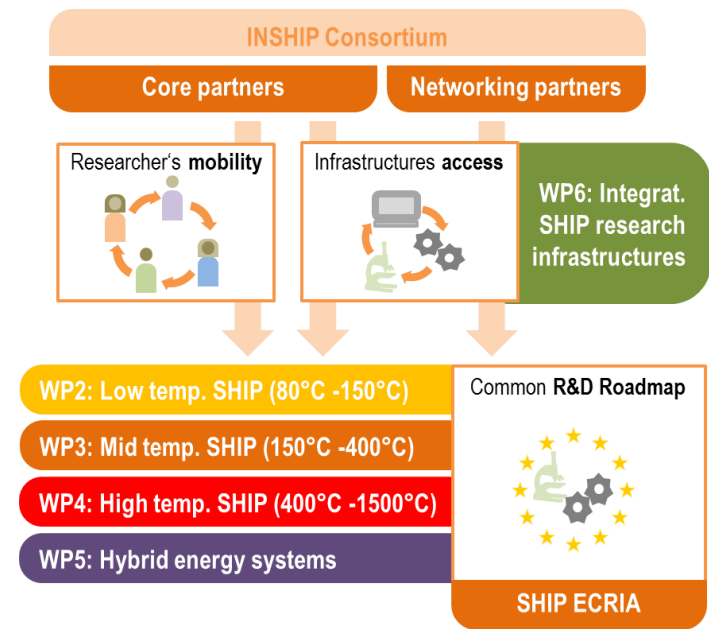 INSHIP Consortium
Core partners
Networking partners
Researcher‘s mobility
Infrastructures access
WP6: Integrat.
SHIP research
infrastructures
WP2: Low temp. SHIP (80°C -150°C)
WP3: Mid temp. SHIP (150°C -400°C)
WP4: High temp. SHIP (400°C -1500°C)
WP5: Hybrid energy systems
Common R&D Roadmap
SHIP ECRIA